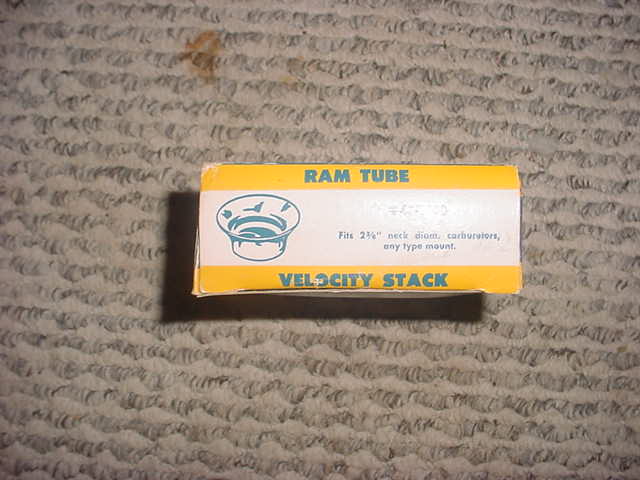 RAM TUBE
Fits 2⅝" neck diam. carburetors,
any type mount.
VELOCITY STACK